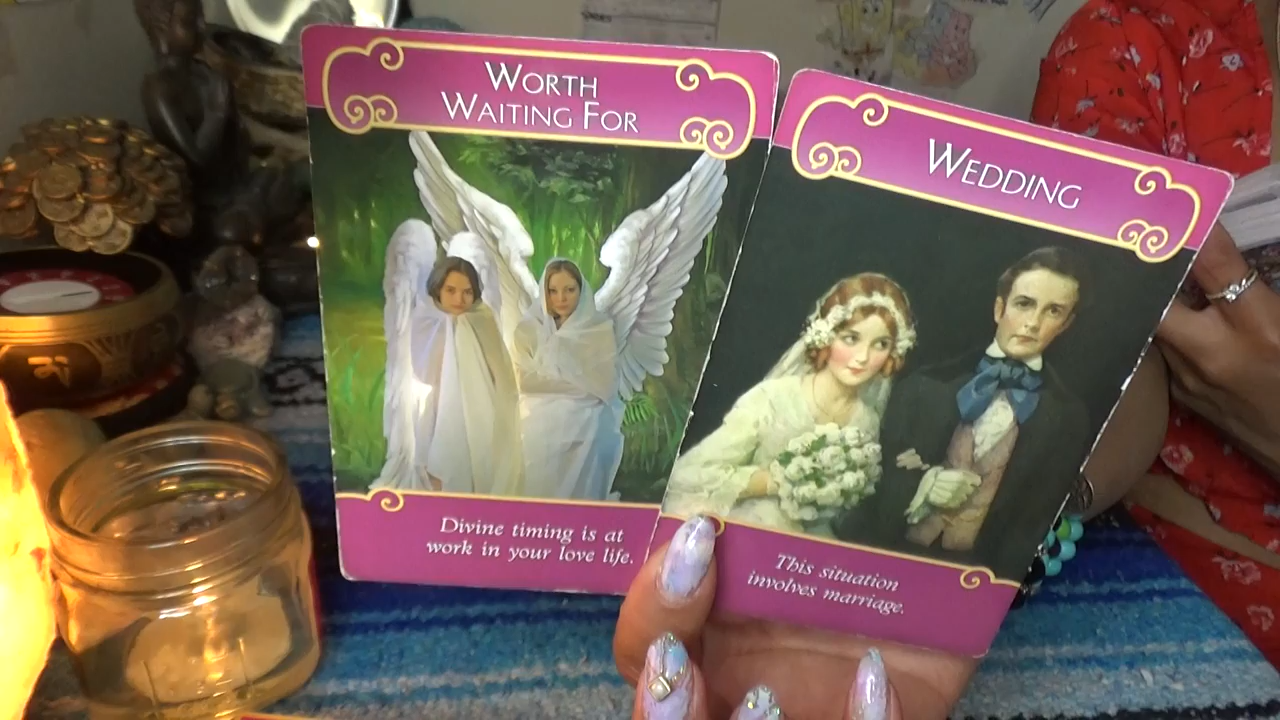 WORTH
WAITING FOR
Divine timing is at
work in your love life.
WEDDING
This situation
involves marriage.